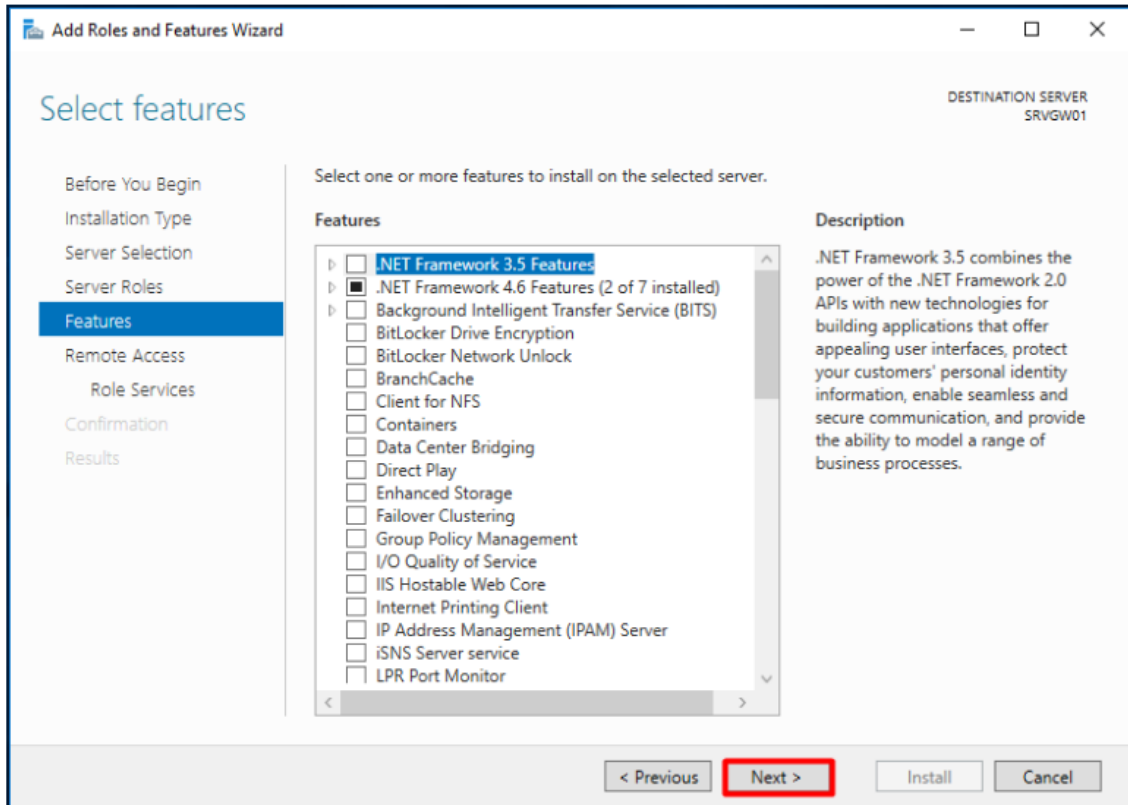 Add Roles and Features Wizard
Select features
DESTINATION SERVER
SRVGW01
Before You Begin
Installation Type
Server Selection
Server Roles
Features
Remote Access
Role Services
Confirmation
Results
Select one or more features to install on the selected server.
Features
.NET Framework 3.5 Features
.NET Framework 4.6 Features (2 of 7 installed)
Background Intelligent Transfer Service (BITS)
BitLocker Drive Encryption
BitLocker Network Unlock
BranchCache
Client for NFS
Containers
Data Center Bridging
Direct Play
Enhanced Storage
Failover Clustering
Group Policy Management
I/O Quality of Service
IIS Hostable Web Core
Internet Printing Client
IP Address Management (IPAM) Server
iSNS Server service
LPR Port Monitor
Description
.NET Framework 3.5 combines the
power of the .NET Framework 2.0
APIs with new technologies for
building applications that offer
appealing user interfaces, protect
your customers' personal identity
information, enable seamless and
secure communication, and provide
the ability to model a range of
business processes.
< Previous
Next >
Install
Cancel